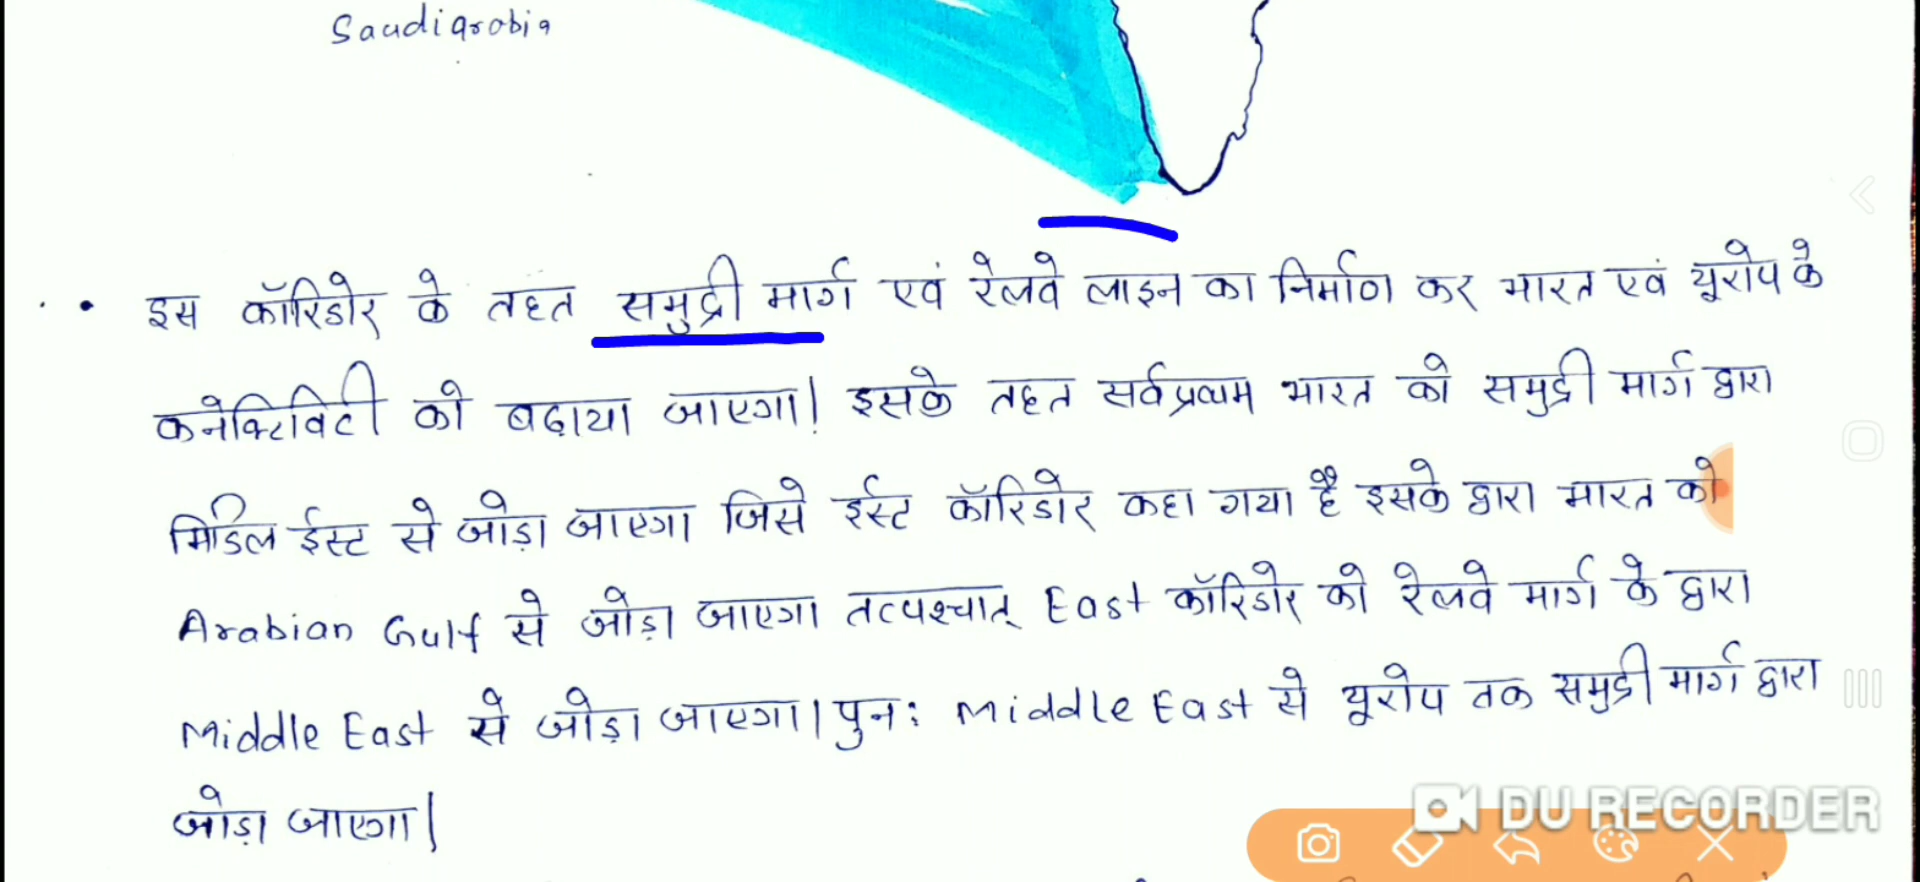 Saudi arabia
• इस कॉरिडोर के तहत समुद्री मार्ग एवं रेलवे लाइन का निर्माण कर भारत एवं यूरोप के
कनेक्टिविटी को बढ़ाया जाएगा! इसके तहत सर्वप्रथम भारत को समुद्री मार्ग द्वारा
मिडिल ईस्ट से जोड़ा जाएगा जिसे ईस्ट कॉरिडोर कहा गया है इसके द्वारा भारत को
Arabian Gulf से जोड़ा जाएगा तत्पश्चात् East कॉरिडोर को रेलवे मार्ग के द्वारा
Middle East से जोड़ा जाएगा। पुनः Middle East से यूरोप तक समुद्री मार्ग द्वारा
जोड़ा जाएगा।
DU RECORDER